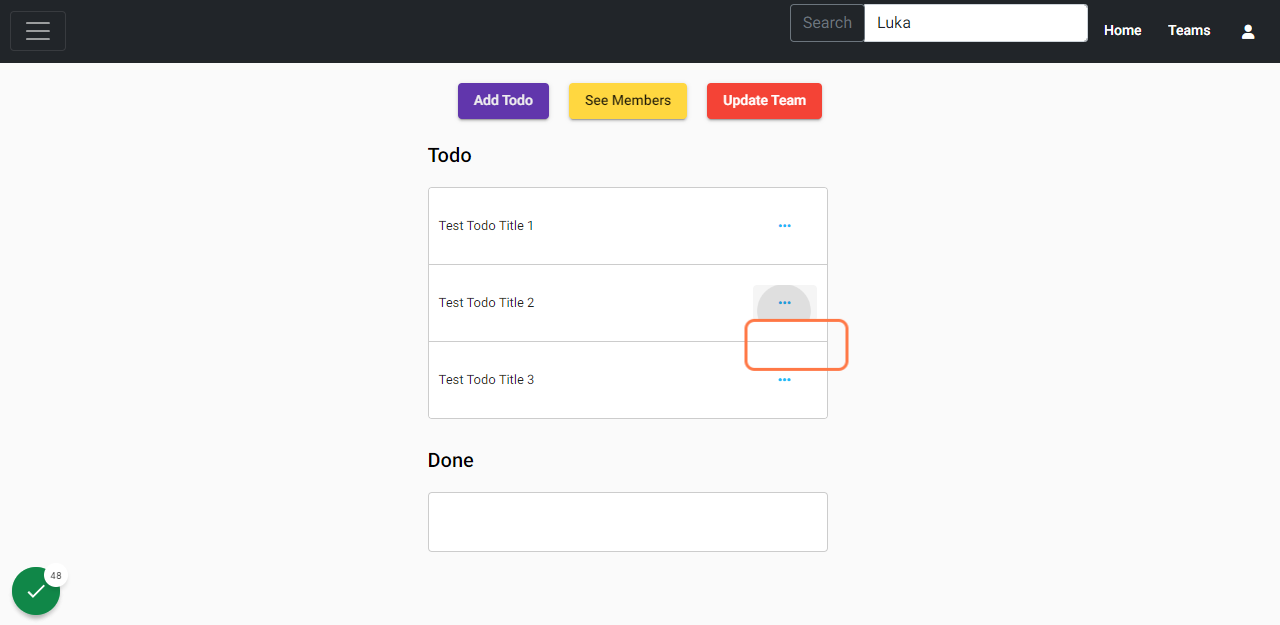 Search Luka Home Teams
Add Todo See Members Update Team
Todo
Test Todo Title 1 ...
Test Todo Title 2 ...
Test Todo Title 3 ...
Done
48